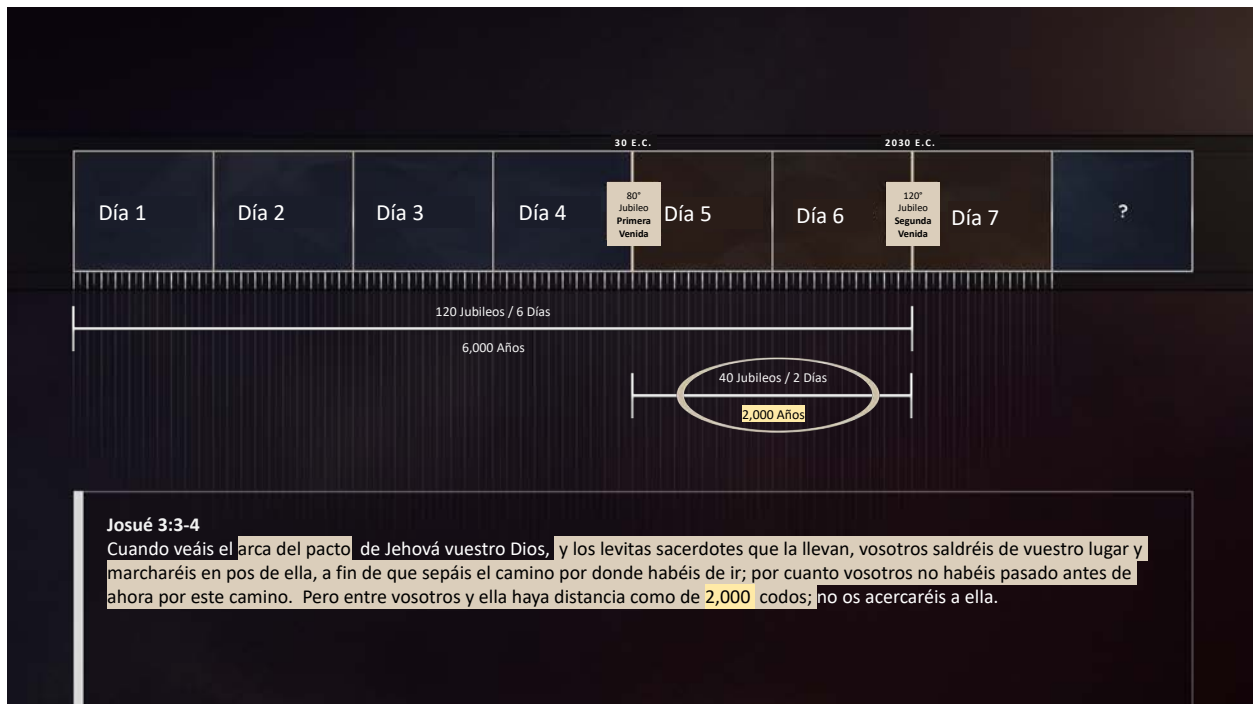 30 E.C.
2030 E.C.
Día 1
Día 2
Día 3
Día 4
80°
Jubileo
Primera
Venida
Día 5
Día 6
120°
Jubileo
Segunda
Venida
Día 7
?
120 Jubileos / 6 Días
6,000 Años
40 Jubileos / 2 Días
2,000 Años
Josué 3:3-4
Cuando veáis el arca del pacto de Jehová vuestro Dios, y los levitas sacerdotes que la llevan, vosotros saldréis de vuestro lugar y
marcharéis en pos de ella, a fin de que sepáis el camino por donde habéis de ir; por cuanto vosotros no habéis pasado antes de
ahora por este camino. Pero entre vosotros y ella haya distancia como de 2,000 codos; no os acercaréis a ella.